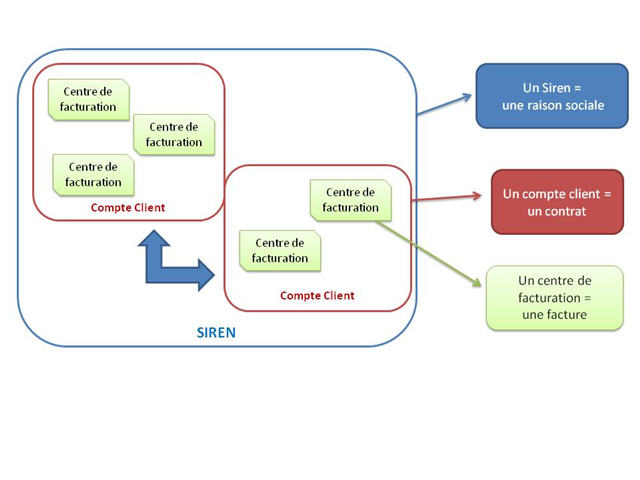 Centre de
facturation
Centre de
facturation
Centre de
facturation
Compte Client
Centre de
facturation
Centre de
facturation
Compte Client
SIREN
Un Siren =
une raison sociale
Un compte client =
un contrat
Un centre de
facturation =
une facture